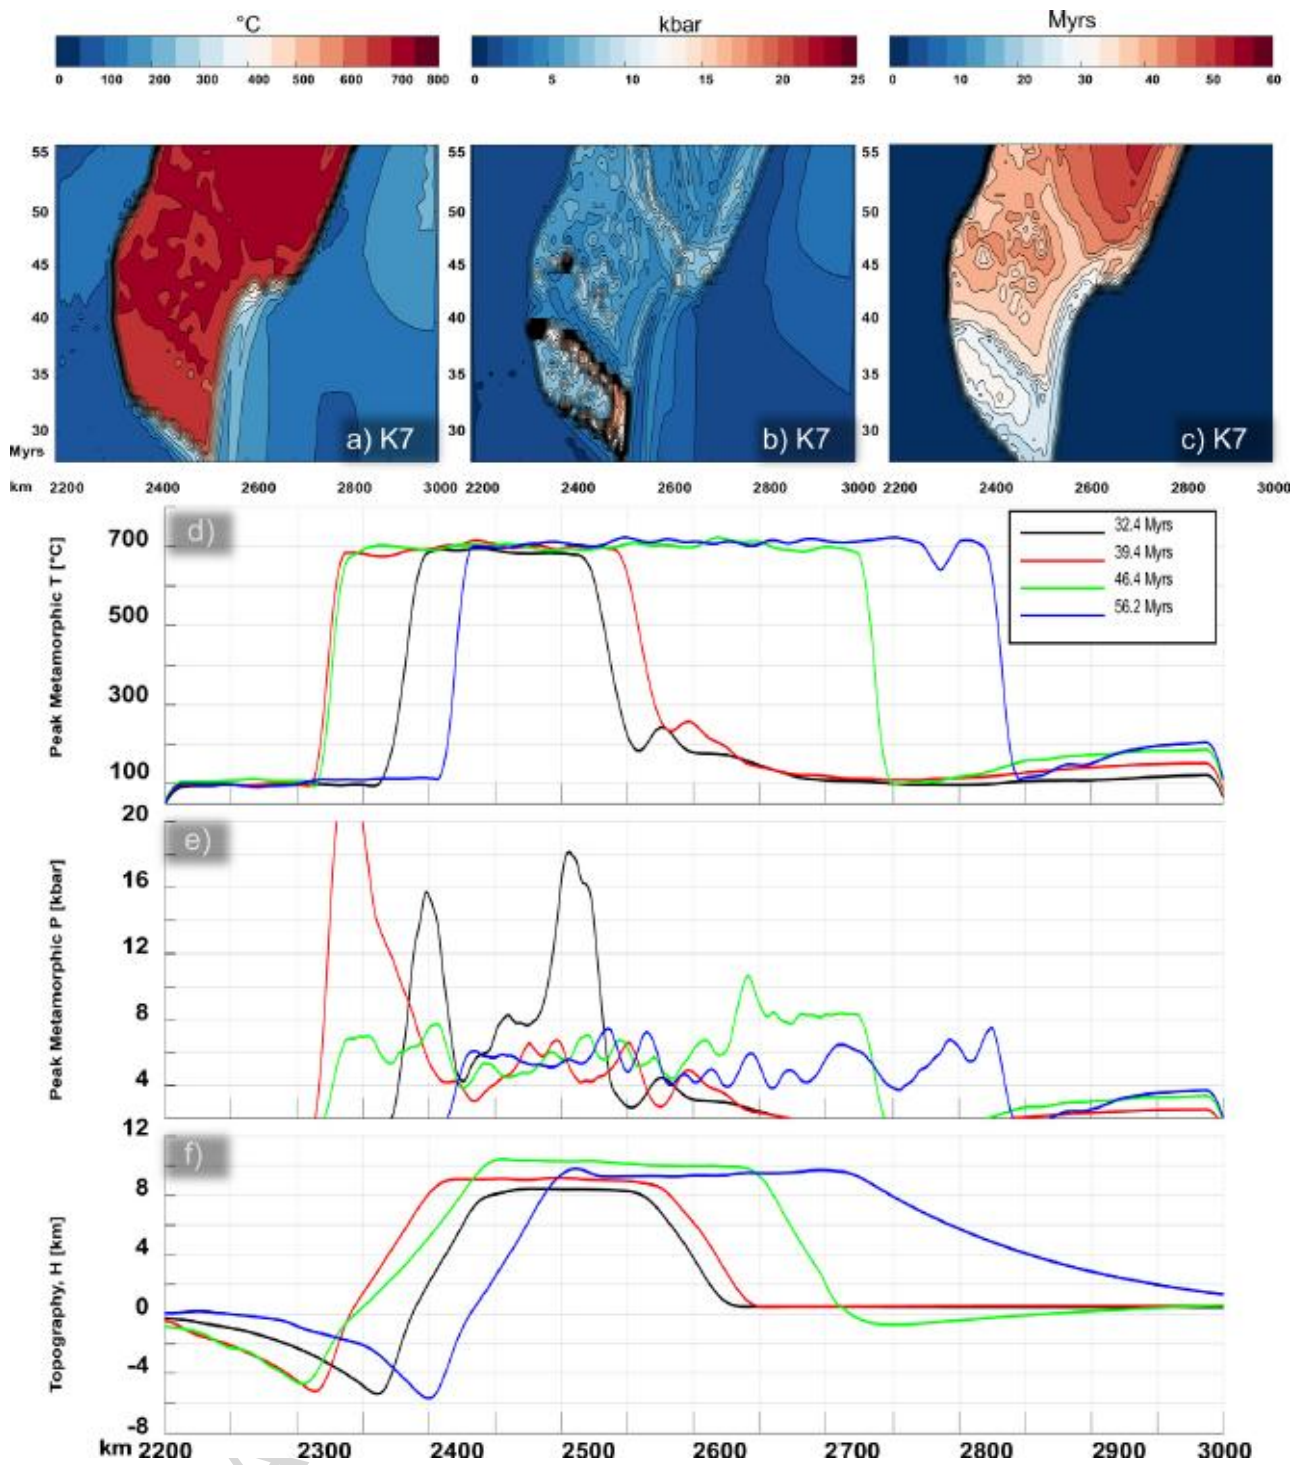 °C
kbar
Myrs
0 100 200 300 400 500 600 700 800
0 5 10 15 20 25
0 10 20 30 40 50 60
55
50
45
40
35
30
Myrs
a) K7
55
50
45
40
35
30
b) K7
55
50
45
40
35
30
c) K7
km 2200 2400 2600 2800 3000 2200 2400 2600 2800 3000 2200 2400 2600 2800 3000
d)
Peak Metamorphic T [°C]
700
500
300
100
32.4 Myrs
39.4 Myrs
46.4 Myrs
56.2 Myrs
e)
Peak Metamorphic P [kbar]
20
16
12
8
4
f)
Topography, H [km]
12
8
4
0
-4
-8
km 2200 2300 2400 2500 2600 2700 2800 2900 3000